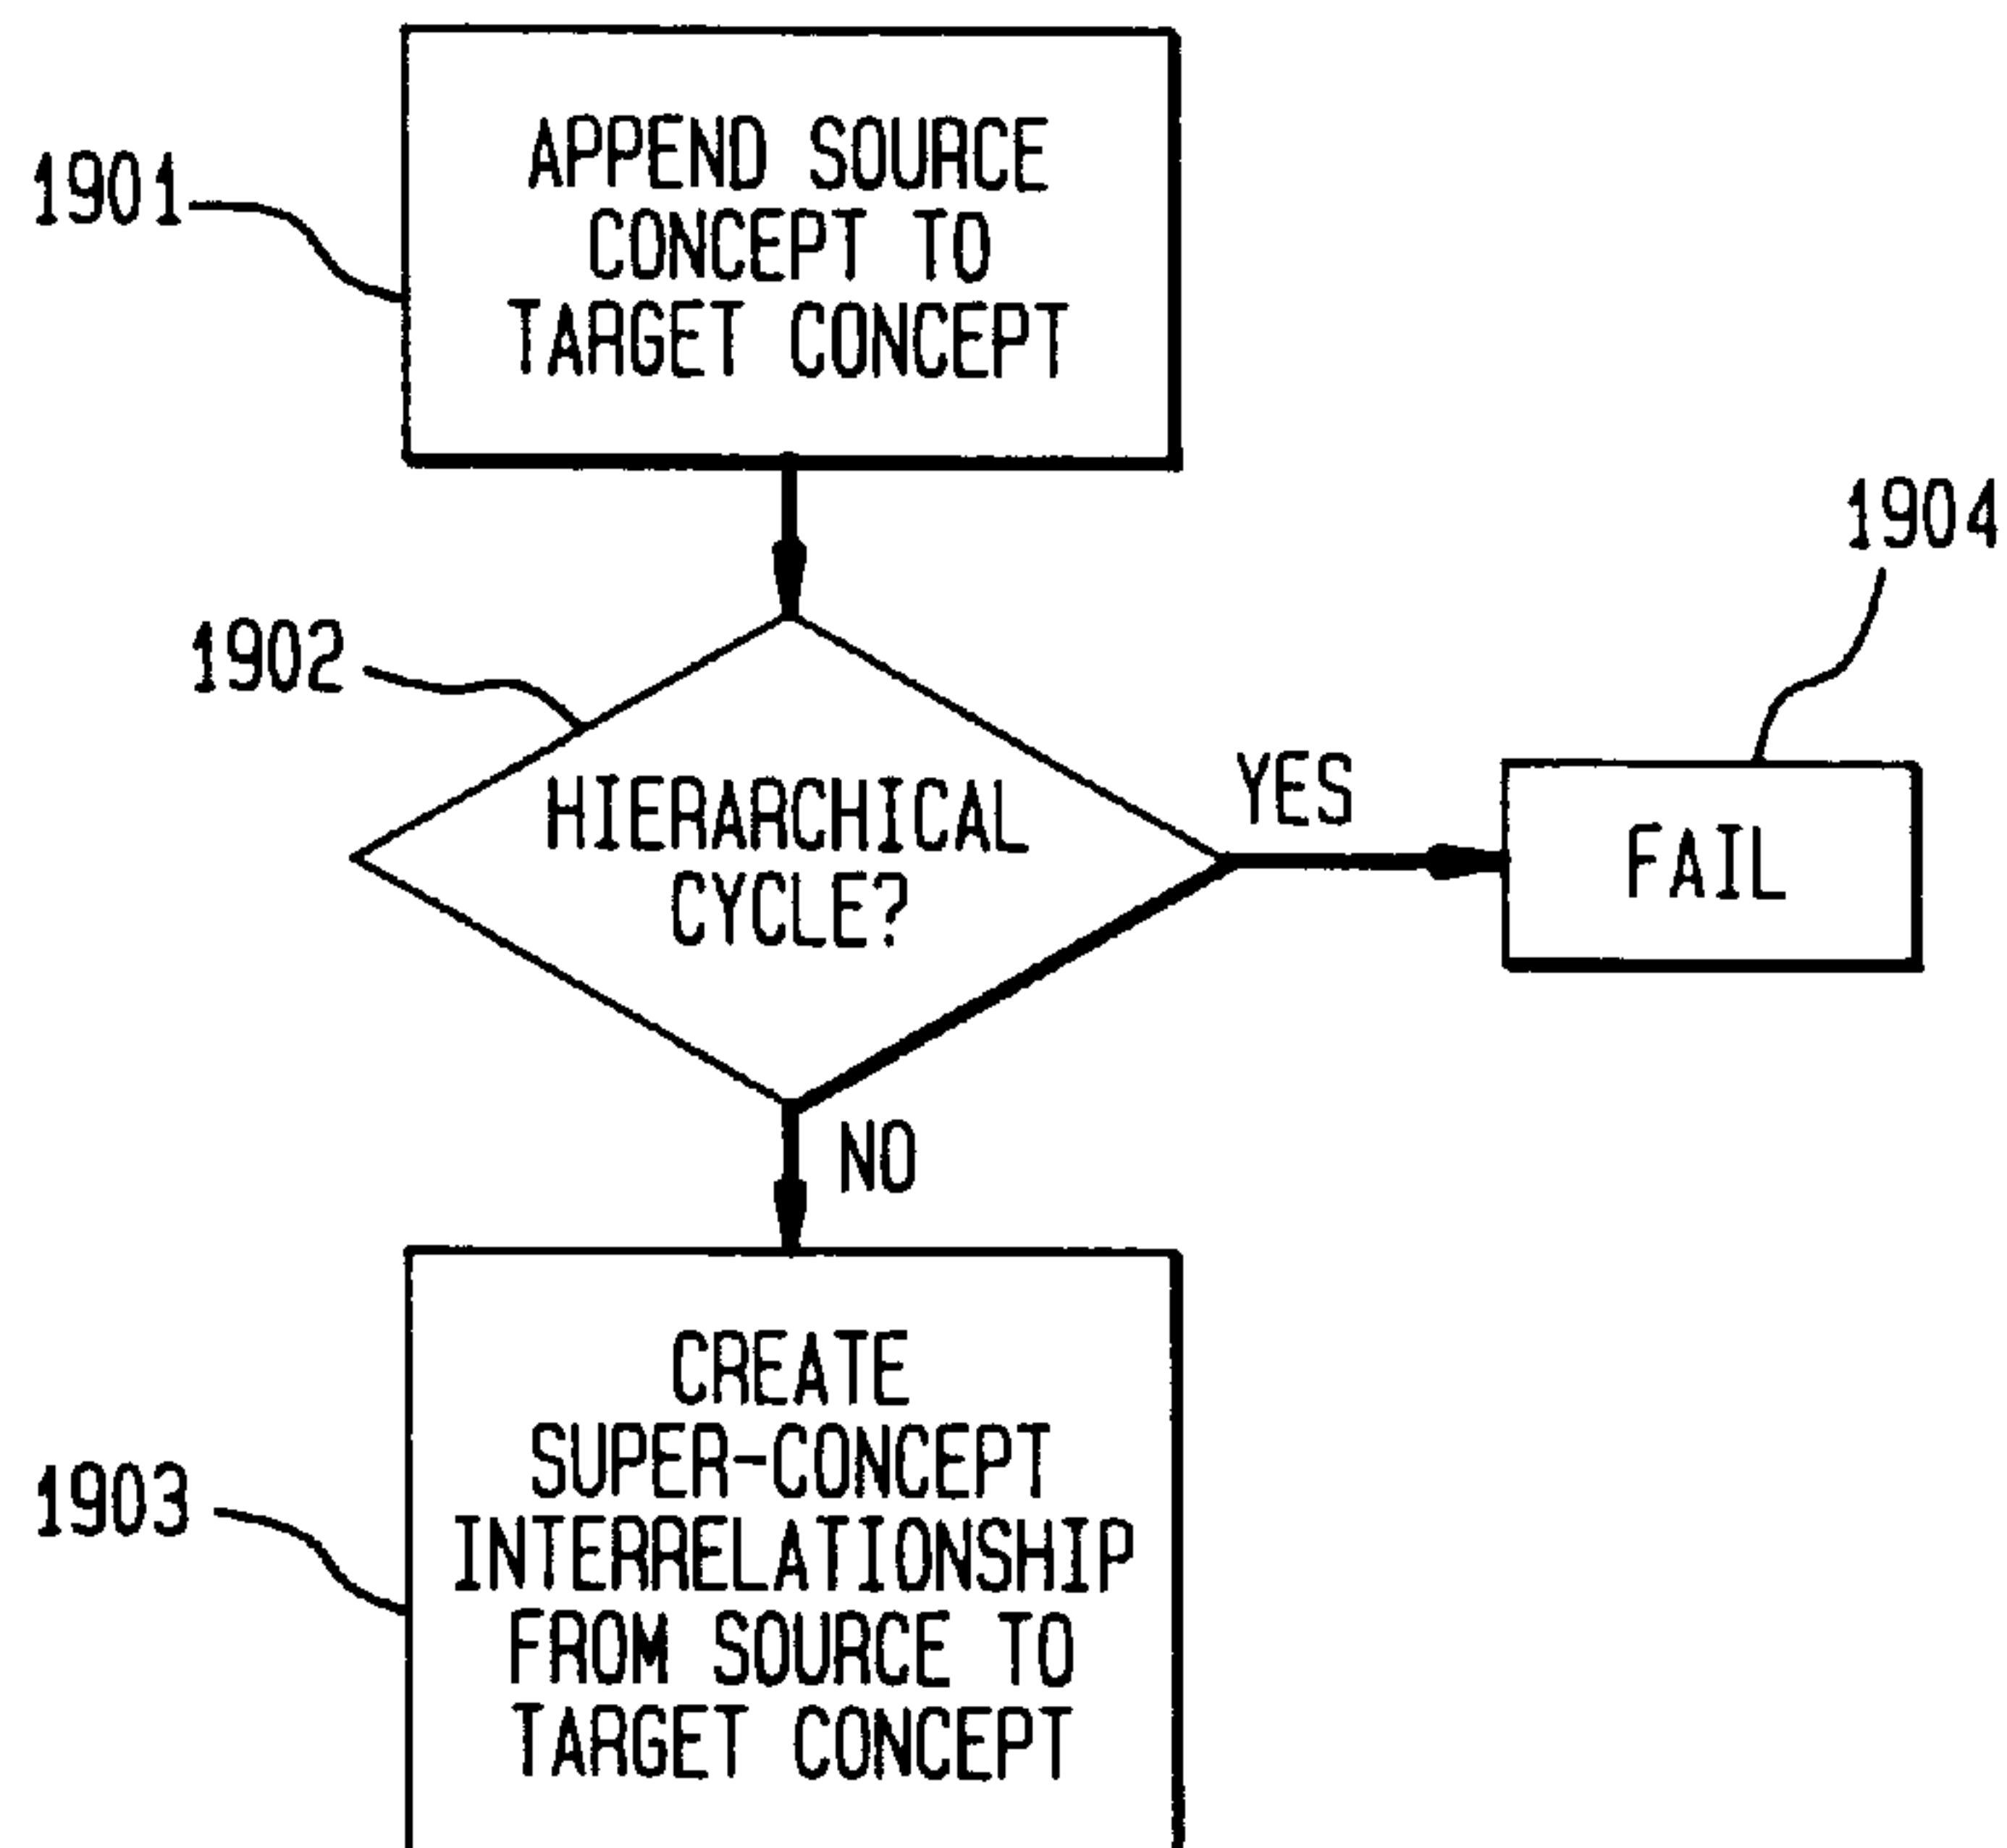 1901
APPEND SOURCE
CONCEPT TO
TARGET CONCEPT
1902
HIERARCHICAL
CYCLE?
YES
1904
FAIL
NO
1903
CREATE
SUPER-CONCEPT
INTERRELATIONSHIP
FROM SOURCE TO
TARGET CONCEPT